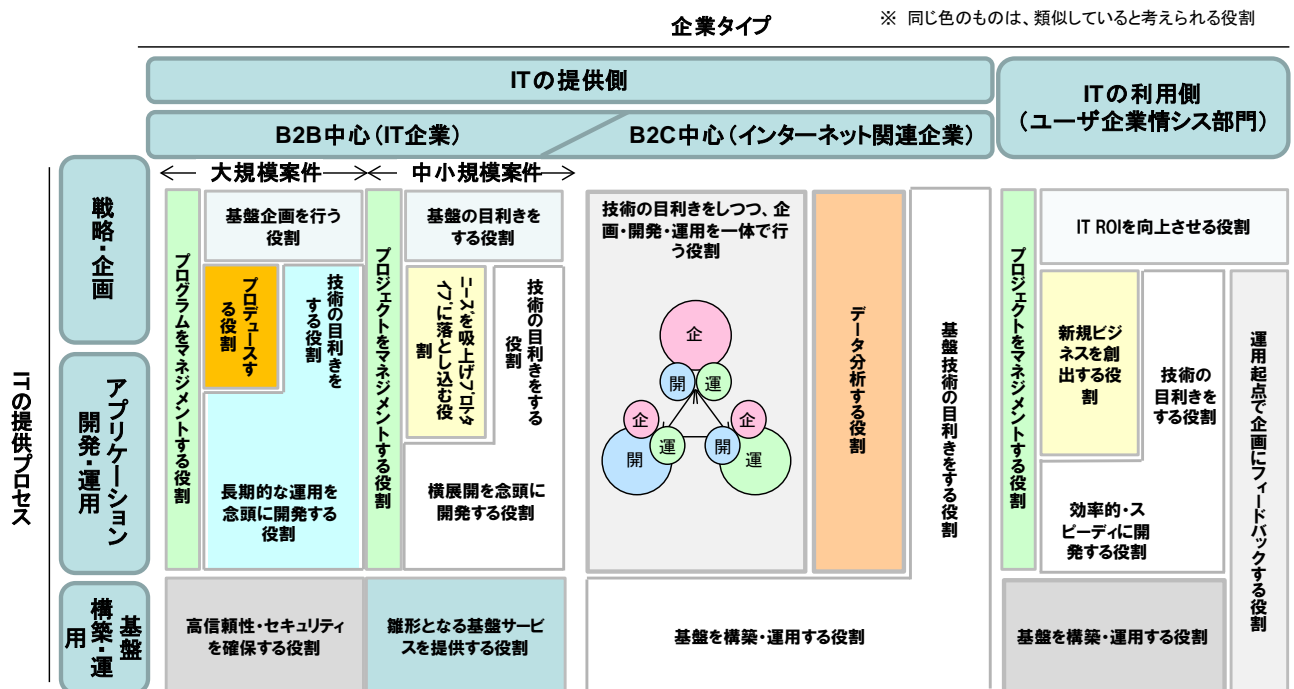 企業タイプ
※ 同じ色のものは、類似していると考えられる役割
ITの提供側
ITの利用側
（ユーザ企業情シス部門）
B2B中心（IT企業）
B2C中心（インターネット関連企業）
大規模案件
中小規模案件
ITの提供プロセス
戦略・企画
アプリケーション
開発・運用
基盤
構築・運
用
プログラムをマネジメントする役割
基盤企画を行う
役割
プロデュースす
る役割
技術の目利きを
する役割
長期的な運用を
念頭に開発する
役割
高信頼性・セキュリティ
を確保する役割
プロジェクトをマネジメントする役割
基盤の目利きを
する役割
ニーズを吸上げプロトタ
イプに落とし込む役
割
技術の目利きをする
役割
横展開を念頭に
開発する役割
雛形となる基盤サービ
スを提供する役割
技術の目利きをしつつ、企
画・開発・運用を一体で行
う役割
企
開
運
企
運
開
企
開
運
データ分析する役割
基盤技術の目利きをする役割
基盤を構築・運用する役割
プロジェクトをマネジメントする役割
IT ROIを向上させる役割
新規ビジ
ネスを創
出する役
割
技術の
目利きを
する役割
効率的・ス
ピーディに開
発する役割
運用起点で企画にフィードバックする役割
基盤を構築・運用する役割